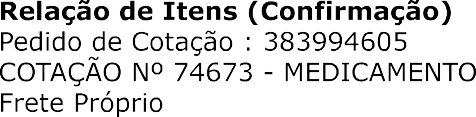 Relação de Itens (Confirmação)
Pedido de Cotação : 383994605
COTAÇÃO Nº 74673 - MEDICAMENTO
Frete Próprio